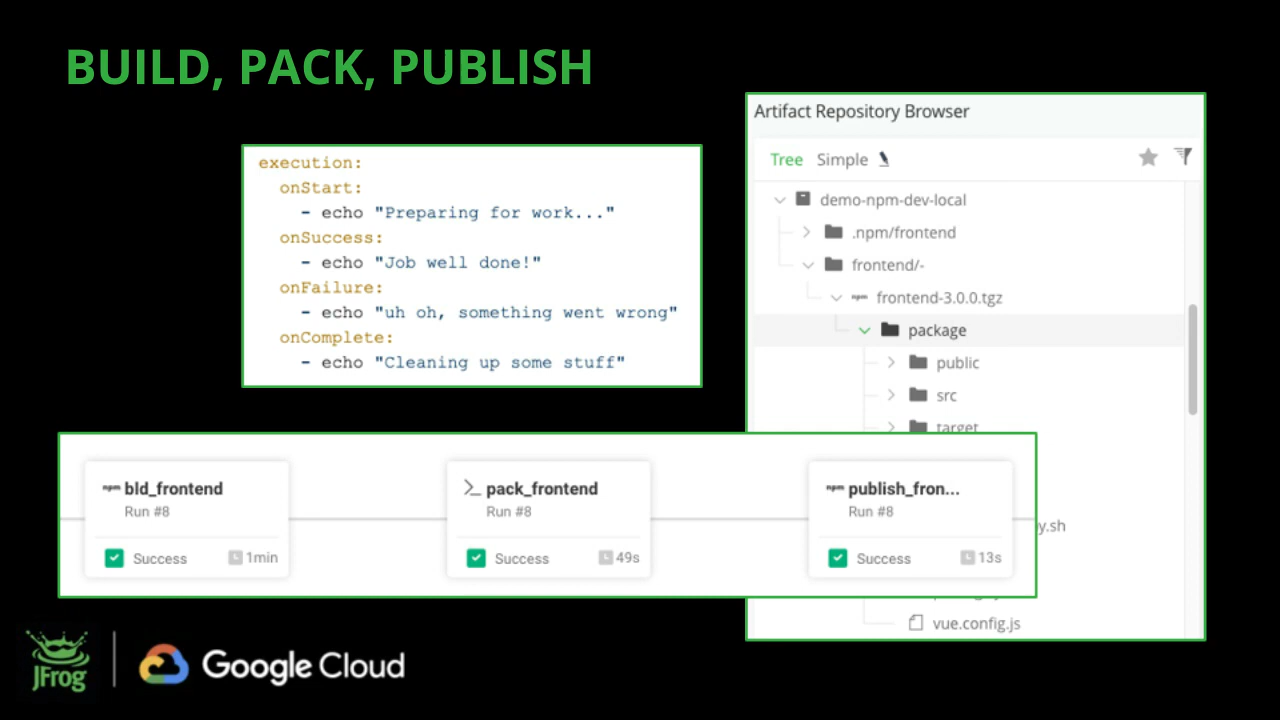 BUILD, PACK, PUBLISH
execution:
onStart:
- echo "Preparing for work..."
onSuccess:
- echo "Job well done!"
onFailure:
- echo "uh oh, something went wrong"
onComplete:
- echo "Cleaning up some stuff"
Artifact Repository Browser
Tree Simple
demo-npm-dev-local
.npm/frontend
frontend/-
npm frontend-3.0.0.tgz
package
public
src
target
y.sh
vue.config.js
npm bld_frontend
Run #8
Success 1min
pack_frontend
Run #8
Success 49s
npm publish_fron...
Run #8
Success 13s
JFrog
Google Cloud